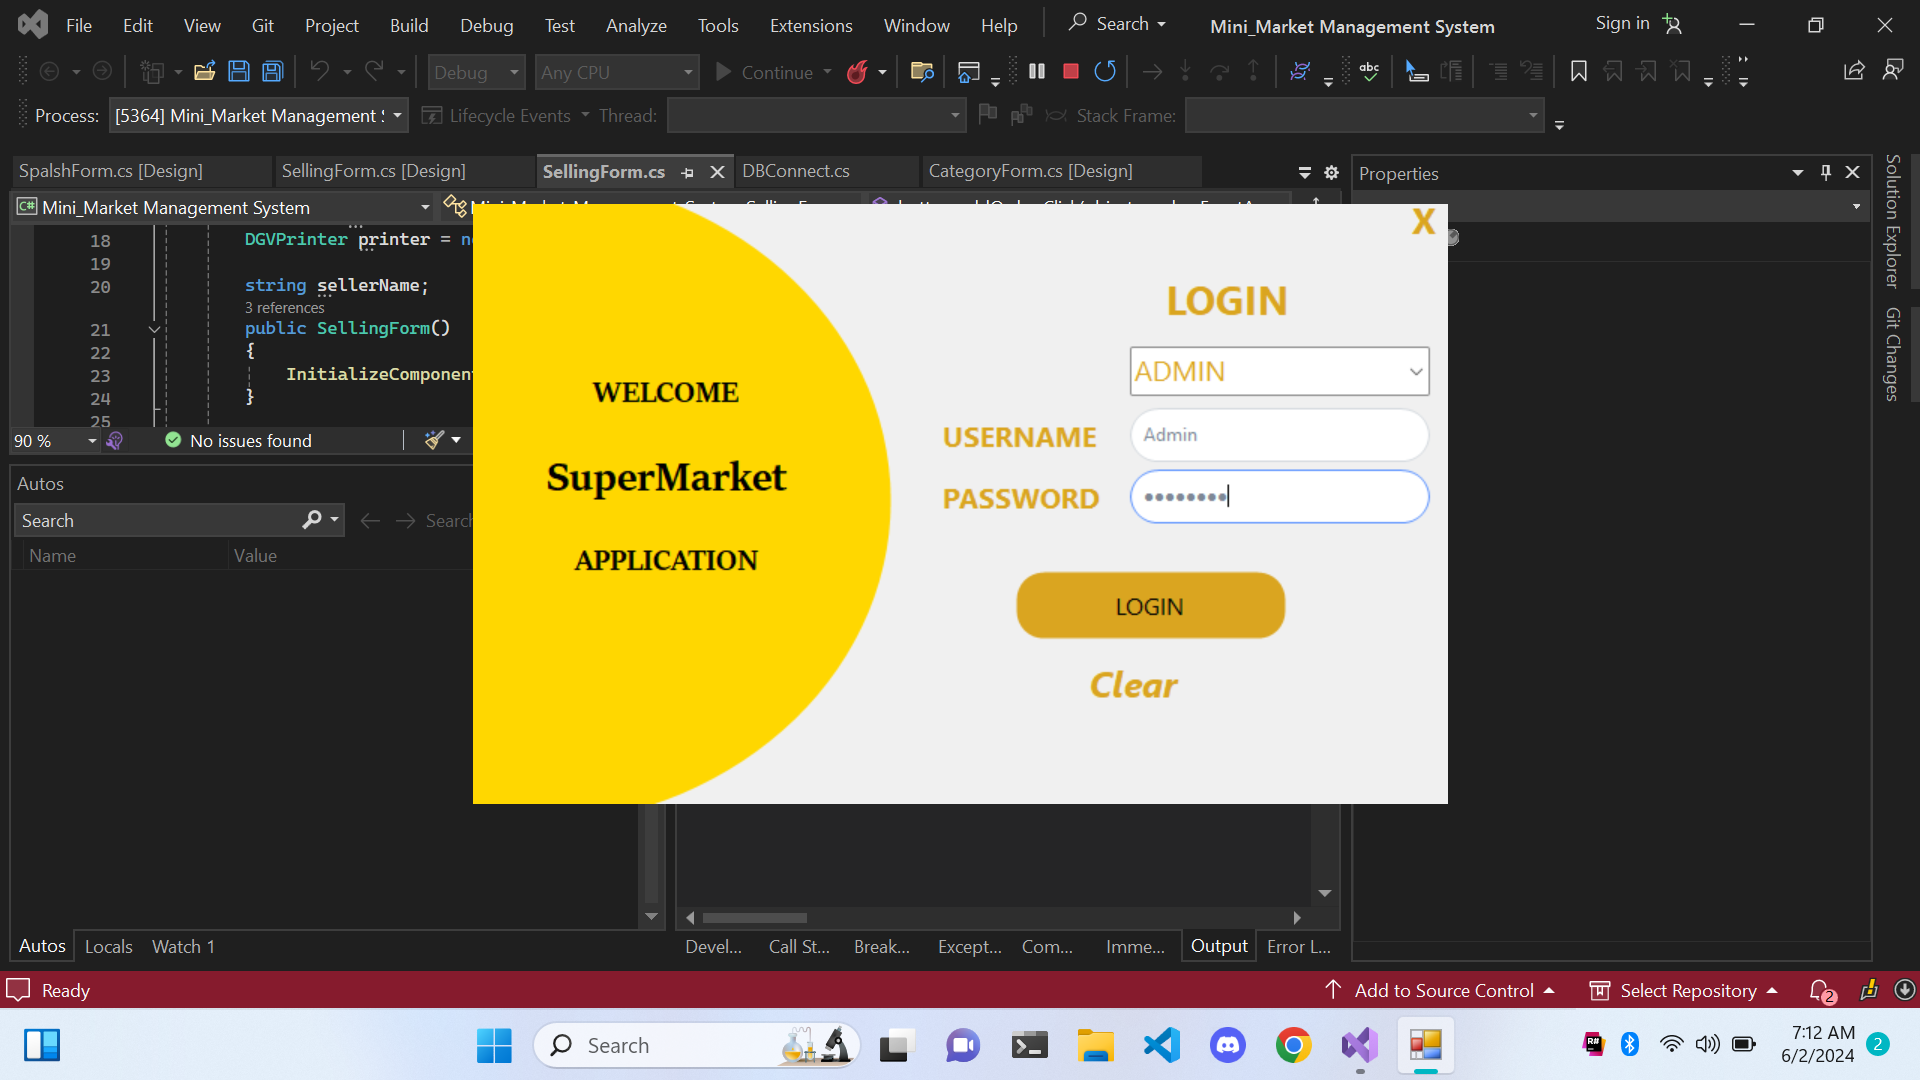 File Edit View Git Project Build Debug Test Analyze Tools Extensions Window Help Search Mini_Market Management System Sign in
Debug Any CPU Continue
Process: [5364] Mini_Market Management Lifecycle Events Thread: Stack Frame:
SpalshForm.cs [Design] SellingForm.cs [Design] SellingForm.cs DBConnect.cs CategoryForm.cs [Design]
Properties
Solution Explorer
Git Changes
C# Mini_Market Management System
18 DGVPrinter printer =
19
20 string sellerName;
3 references
21 public SellingForm()
22 {
23 InitializeComponent
24 }
25
90 % No issues found
Autos
Search
Name Value
X
LOGIN
ADMIN
USERNAME Admin
PASSWORD ••••••••
LOGIN
Clear
WELCOME
SuperMarket
APPLICATION
Autos Locals Watch 1
Devel... Call St... Break... Except... Com... Imme... Output Error L...
Ready Add to Source Control Select Repository 2
Search
7:12 AM
6/2/2024
2